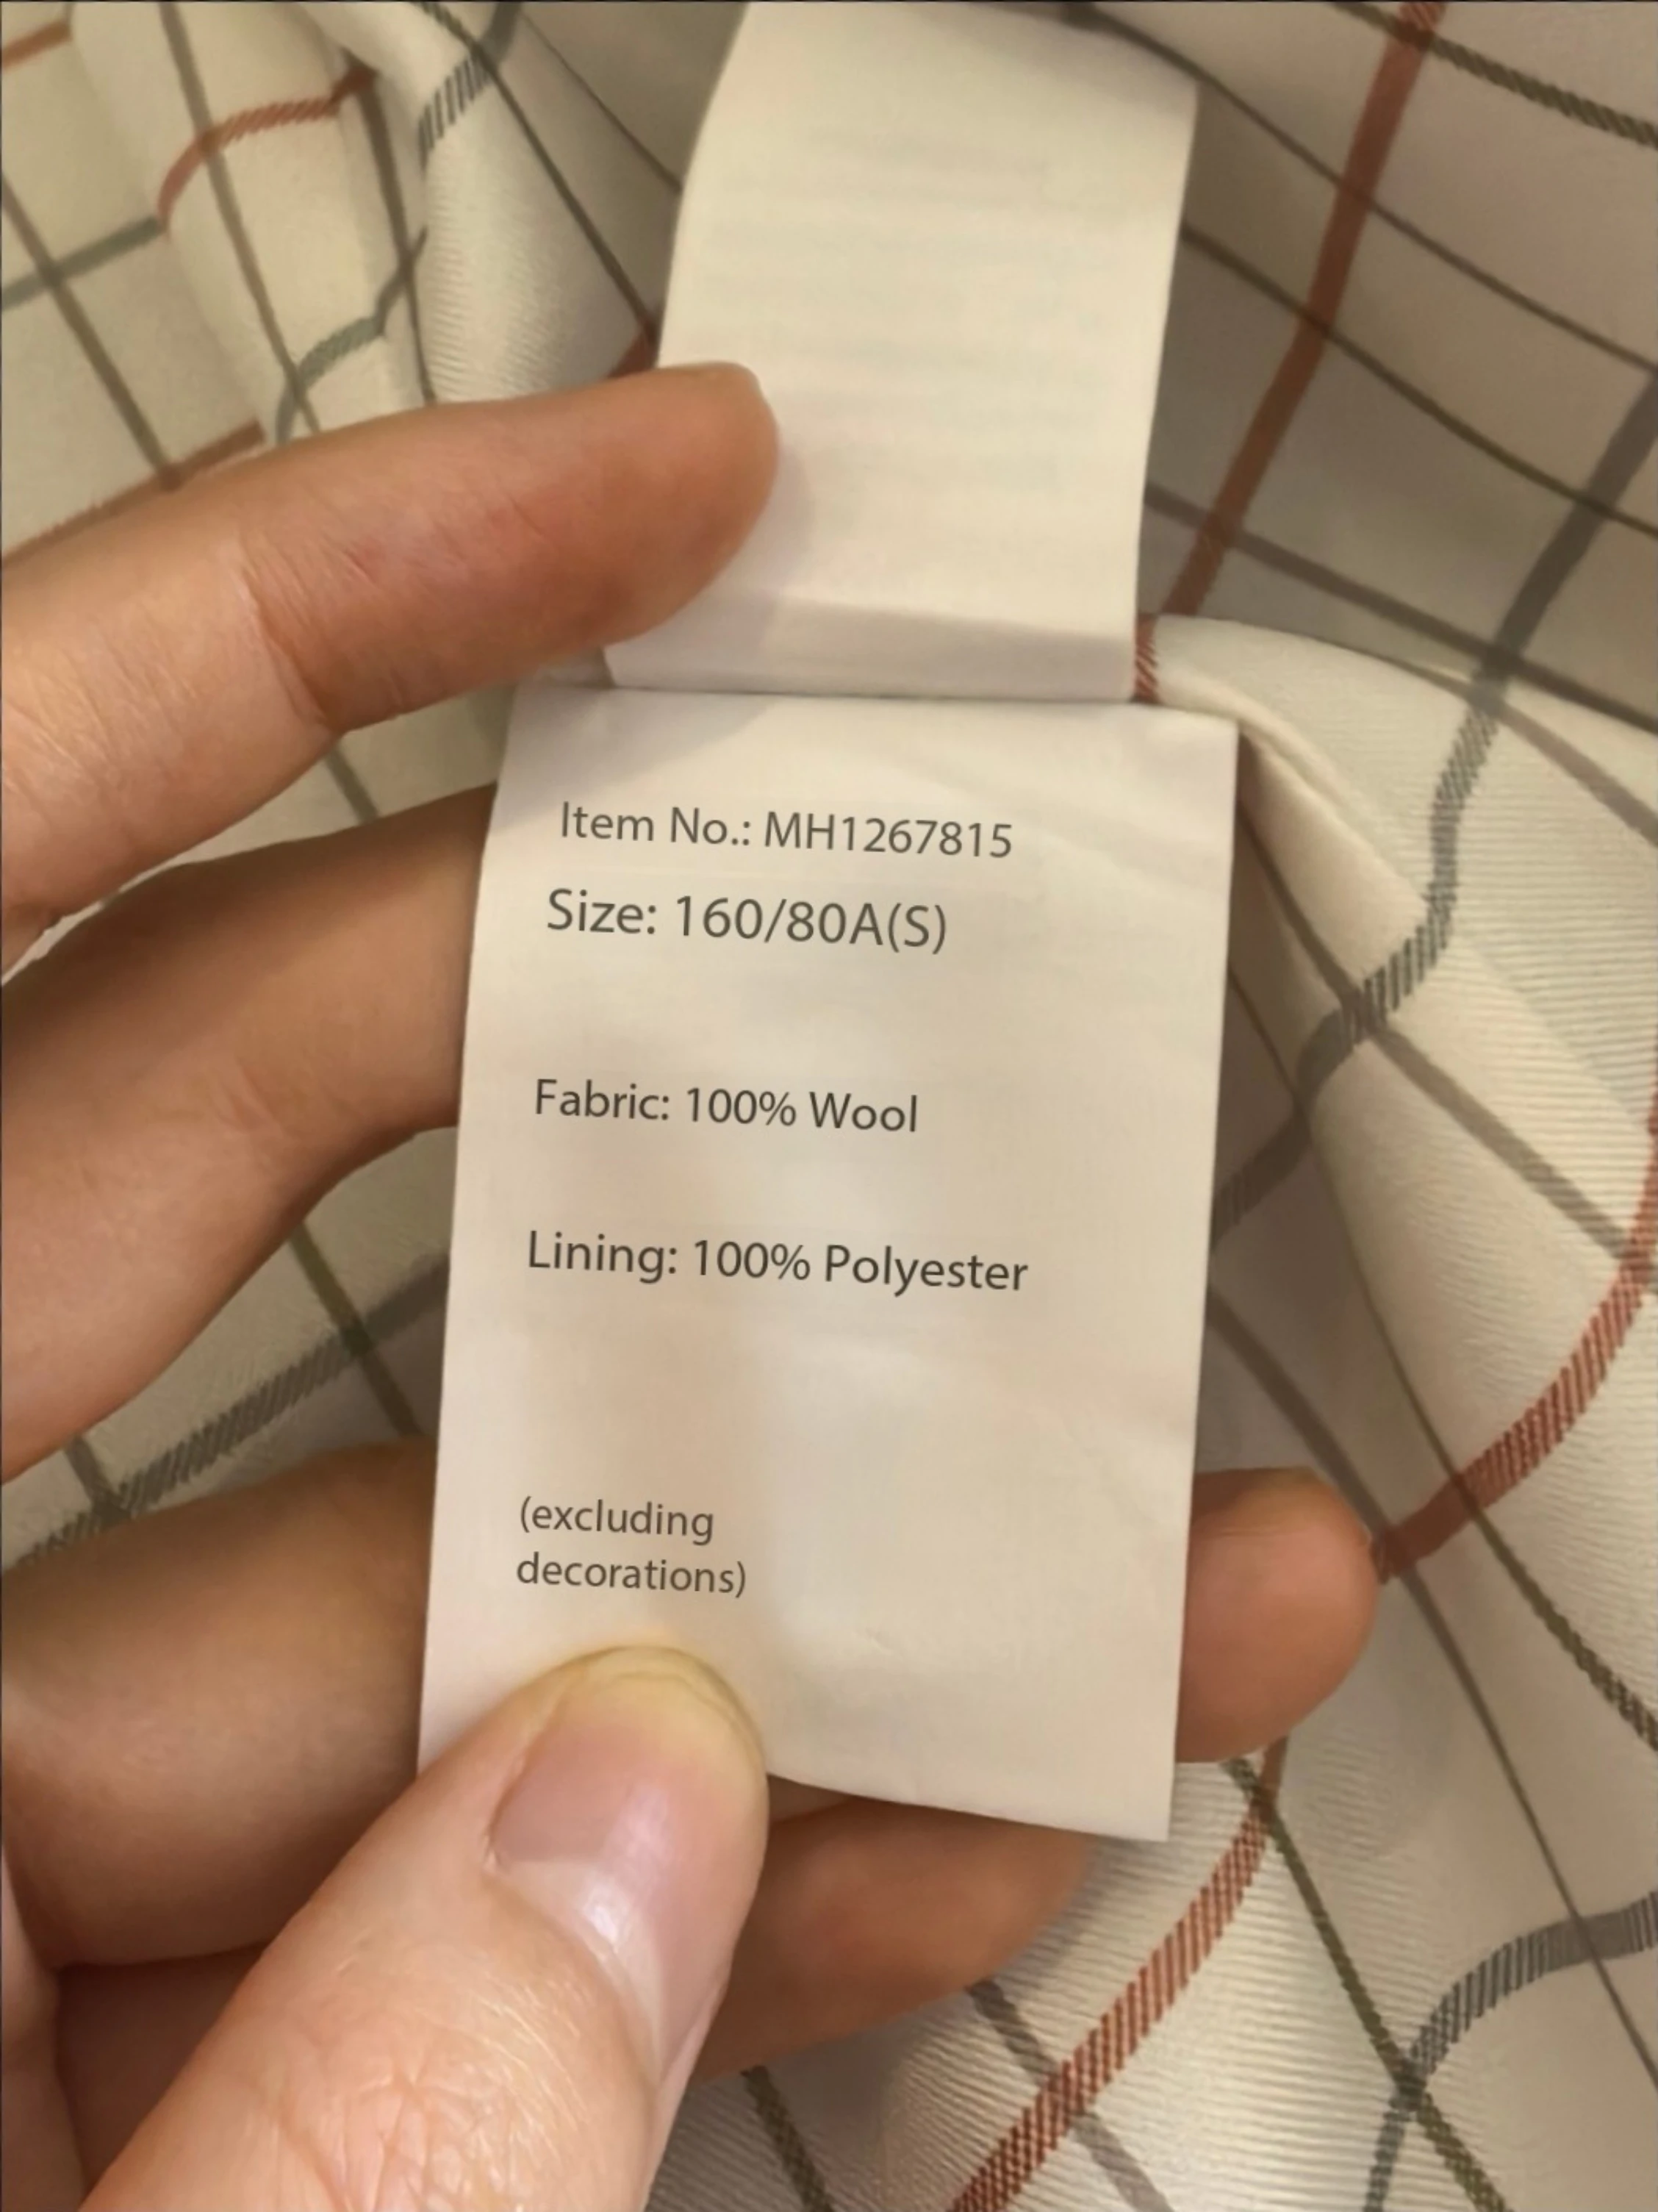 Item No.: MH1267815
Size: 160/80A(S)
Fabric: 100% Wool
Lining: 100% Polyester
(excluding
decorations)